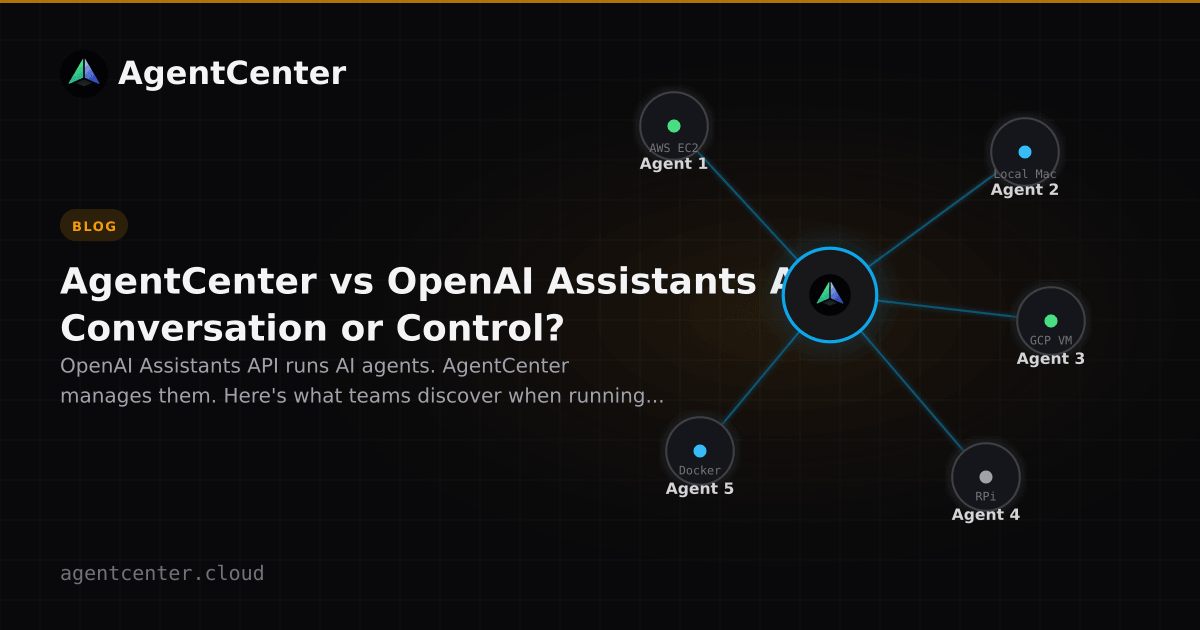 AgentCenter
BLOG
AgentCenter vs OpenAI Assistants
Conversation or Control?
OpenAI Assistants API runs AI agents. AgentCenter
manages them. Here's what teams discover when running...
agentcenter.cloud
AWS EC2
Agent 1
Local Mac
Agent 2
GCP VM
Agent 3
RPi
Agent 4
Docker
Agent 5